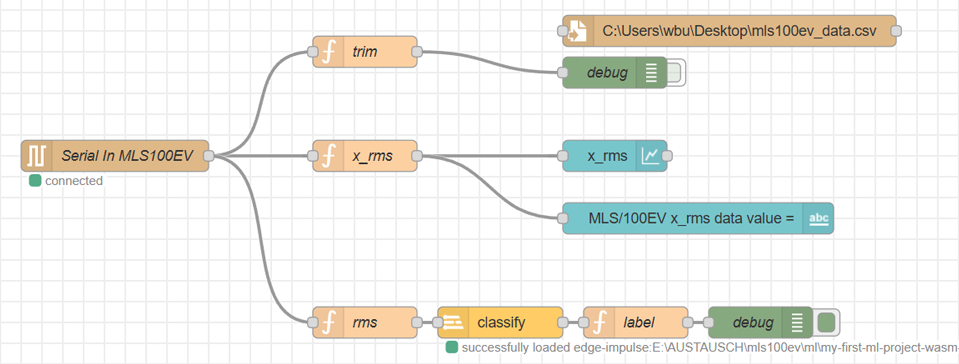 C:\Users\wbu\Desktop\mls100ev_data.csv
trim
debug
Serial In MLS100EV
connected
x_rms
x_rms
MLS/100EV x_rms data value =
abc
rms
classify
label
debug
successfully loaded edge-impulse:E:\AUSTAUSCH\mls100ev\ml\my-first-ml-project-wasm-